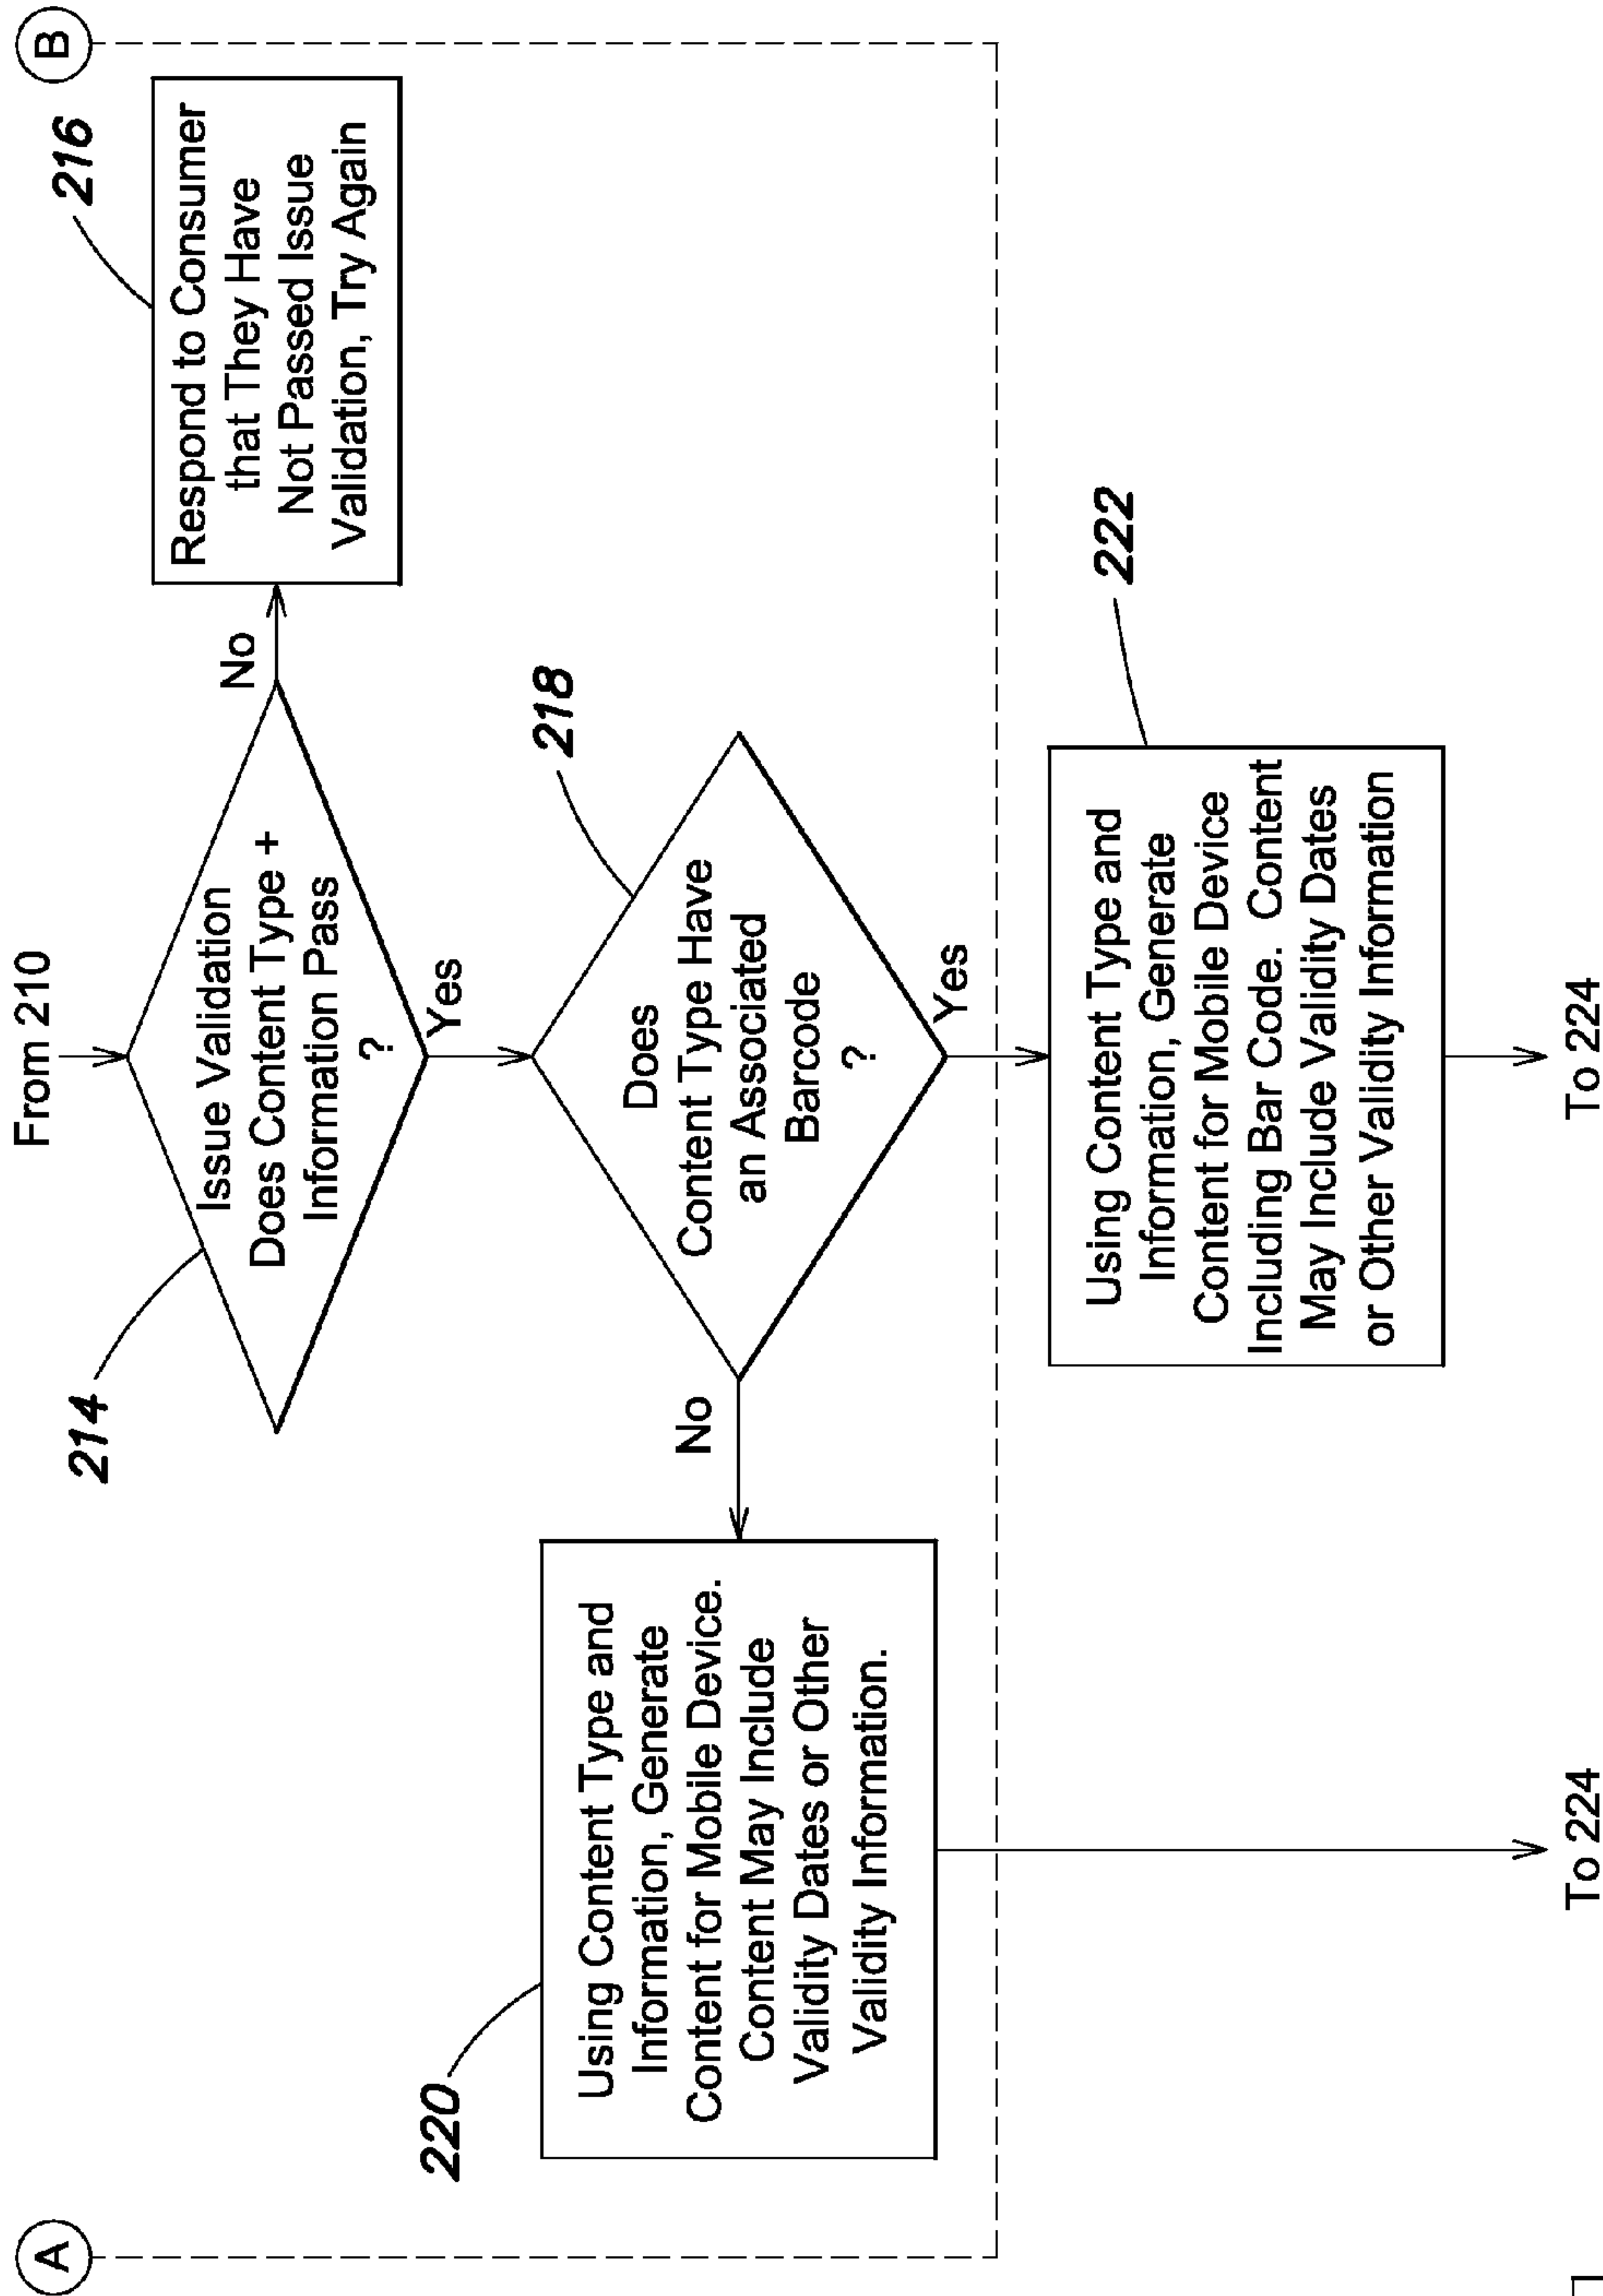 From 210
B
A
214
Issue Validation
Does Content Type +
Information Pass
?
No
216
Respond to Consumer
that They Have
Not Passed Issue
Validation, Try Again
Yes
218
Does
Content Type Have
an Associated
Barcode
?
No
Yes
220
Using Content Type and
Information, Generate
Content for Mobile Device.
Content May Include
Validity Dates or Other
Validity Information.
222
Using Content Type and
Information, Generate
Content for Mobile Device
Including Bar Code. Content
May Include Validity Dates
or Other Validity Information
To 224
To 224